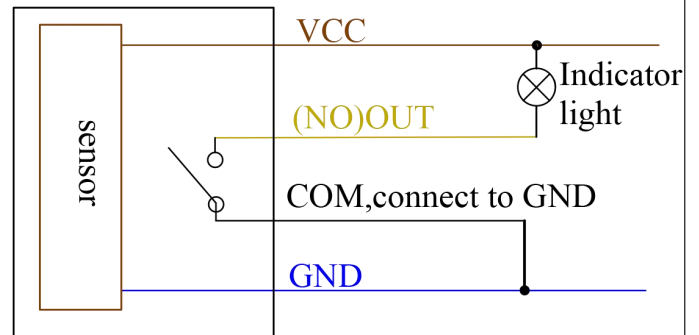 VCC
Indicator
light
(NO)OUT
sensor
COM,connect to GND
GND